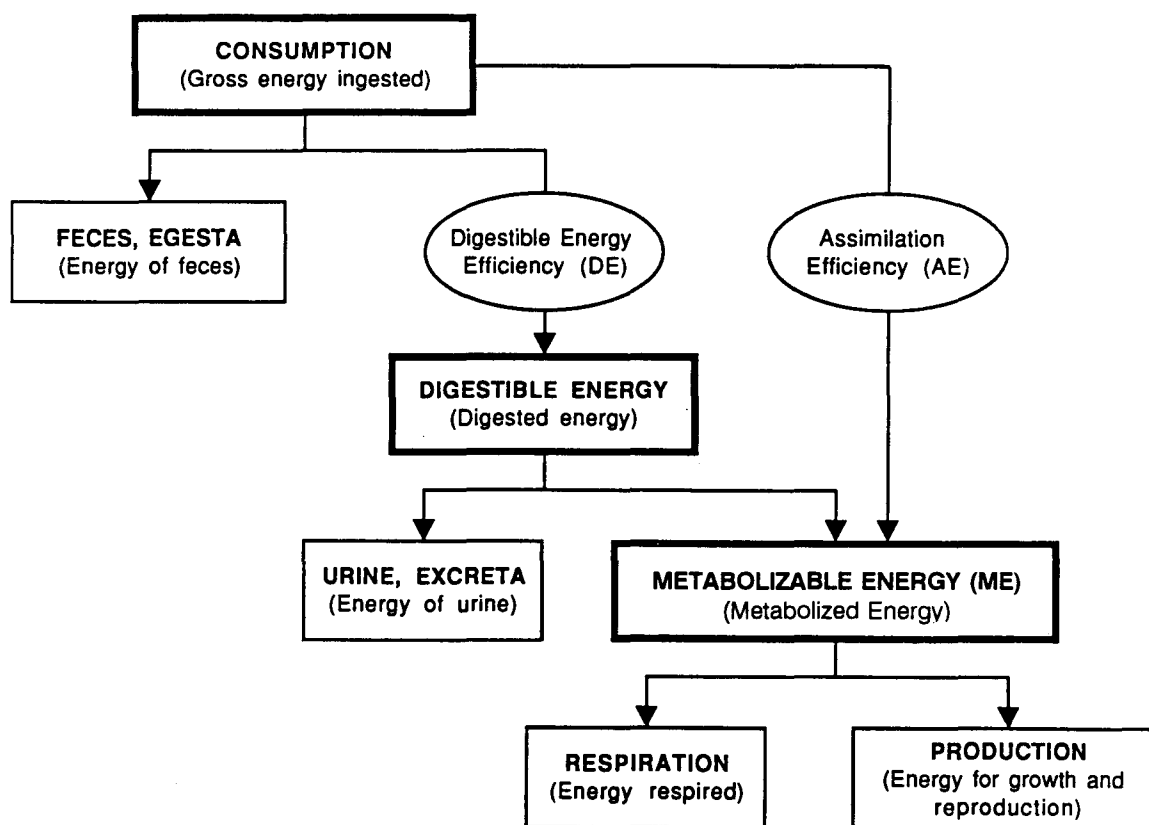 CONSUMPTION
(Gross energy ingested)
FECES, EGESTA
(Energy of feces)
Digestible Energy
Efficiency (DE)
Assimilation
Efficiency (AE)
DIGESTIBLE ENERGY
(Digested energy)
URINE, EXCRETA
(Energy of urine)
METABOLIZABLE ENERGY (ME)
(Metabolized Energy)
RESPIRATION
(Energy respired)
PRODUCTION
(Energy for growth and
reproduction)